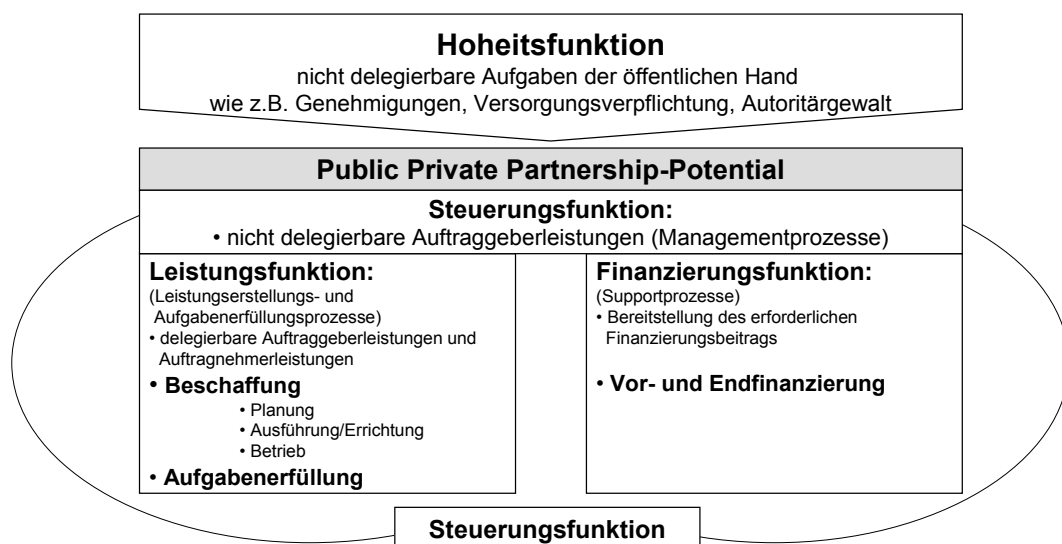 Hoheitsfunktion
nicht delegierbare Aufgaben der öffentlichen Hand
wie z.B. Genehmigungen, Versorgungsverpflichtung, Autoritärgewalt
Public Private Partnership-Potential
Steuerungsfunktion:
• nicht delegierbare Auftraggeberleistungen (Managementprozesse)
Leistungsfunktion:
(Leistungserstellungs- und
Aufgabenerfüllungsprozesse)
• delegierbare Auftraggeberleistungen und
Auftragnehmerleistungen
• Beschaffung
• Planung
• Ausführung/Errichtung
• Betrieb
• Aufgabenerfüllung
Finanzierungsfunktion:
(Supportprozesse)
• Bereitstellung des erforderlichen
Finanzierungsbeitrags
• Vor- und Endfinanzierung
Steuerungsfunktion